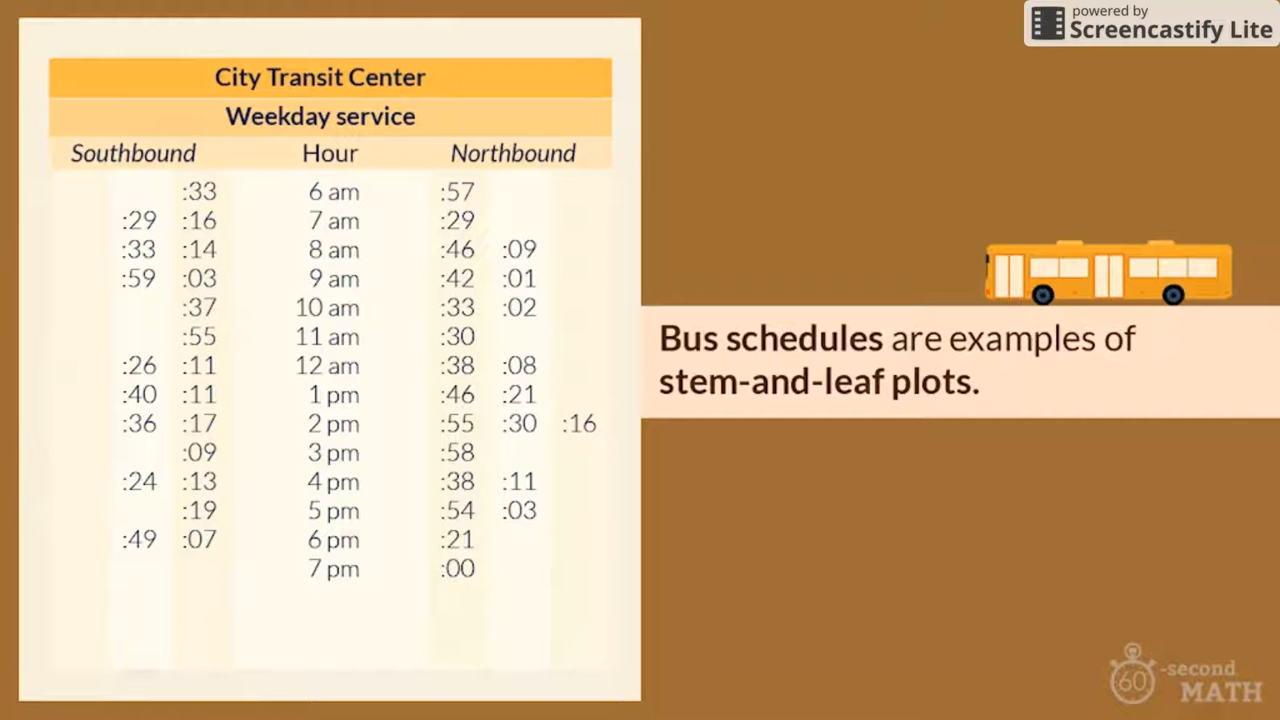 powered by
Screencastify Lite
City Transit Center
Weekday service
Southbound Hour Northbound
:33 6 am :57
:29 :16 7 am :29
:33 :14 8 am :46 :09
:59 :03 9 am :42 :01
:37 10 am :33 :02
:55 11 am :30
:26 :11 12 am :38 :08
:40 :11 1 pm :46 :21
:36 :17 2 pm :55 :30 :16
:09 3 pm :58
:24 :13 4 pm :38 :11
:19 5 pm :54 :03
:49 :07 6 pm :21
7 pm :00
Bus schedules are examples of
stem-and-leaf plots.
60-second
MATH